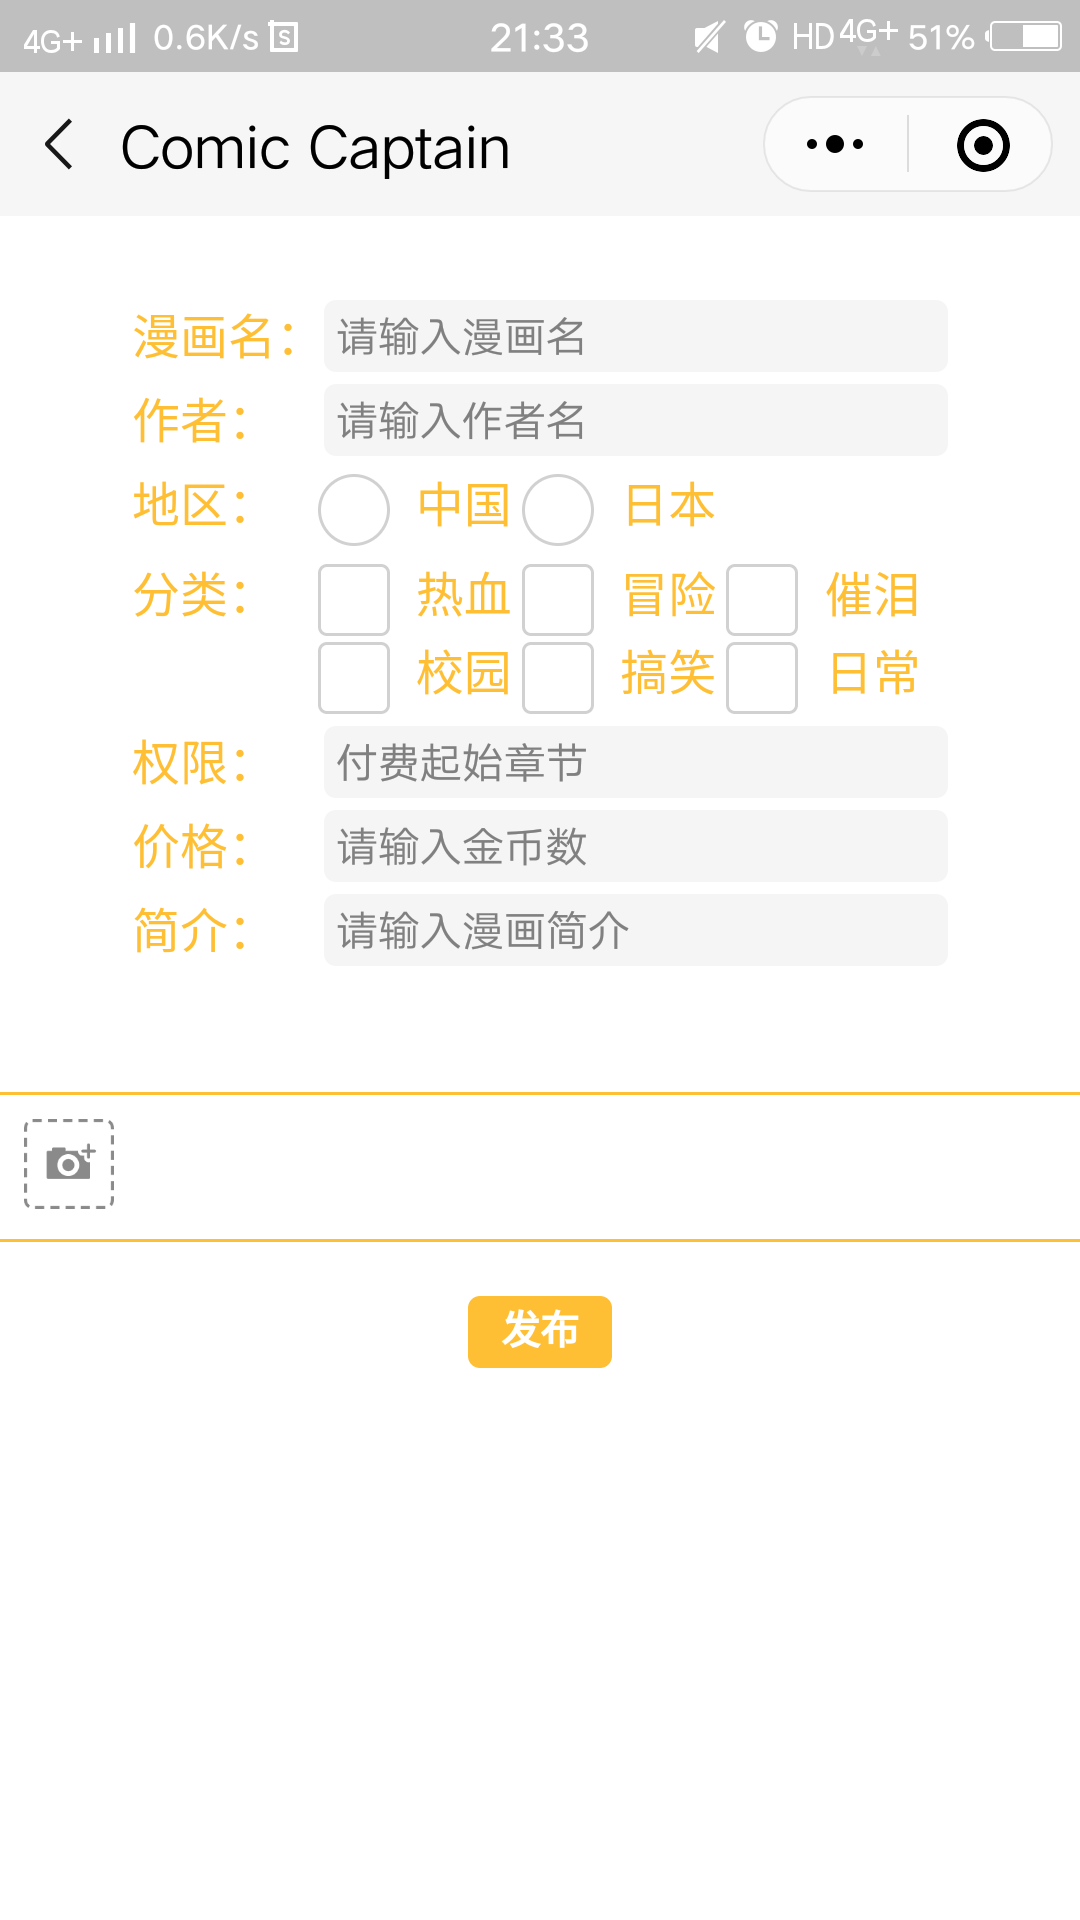 4G+ 0.6K/s S 21:33 HD 4G+ 51%
Comic Captain
漫画名： 请输入漫画名
作者： 请输入作者名
地区： 中国 日本
分类： 热血 冒险 催泪
校园 搞笑 日常
权限： 付费起始章节
价格： 请输入金币数
简介： 请输入漫画简介
发布